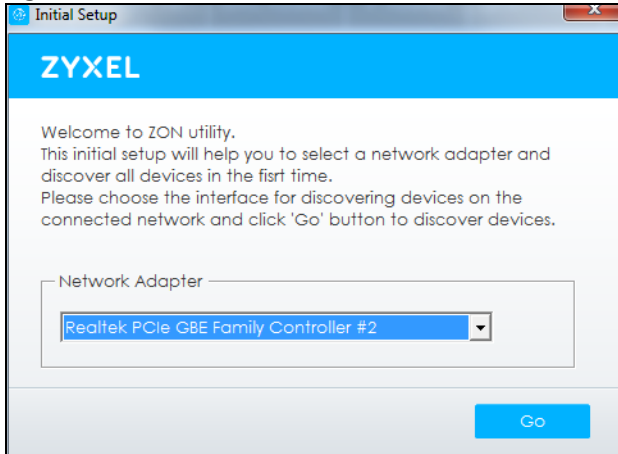 Initial Setup
ZYXEL
Welcome to ZON utility.
This initial setup will help you to select a network adapter and
discover all devices in the fisrt time.
Please choose the interface for discovering devices on the
connected network and click 'Go' button to discover devices.
Network Adapter
Realtek PCIe GBE Family Controller #2
Go